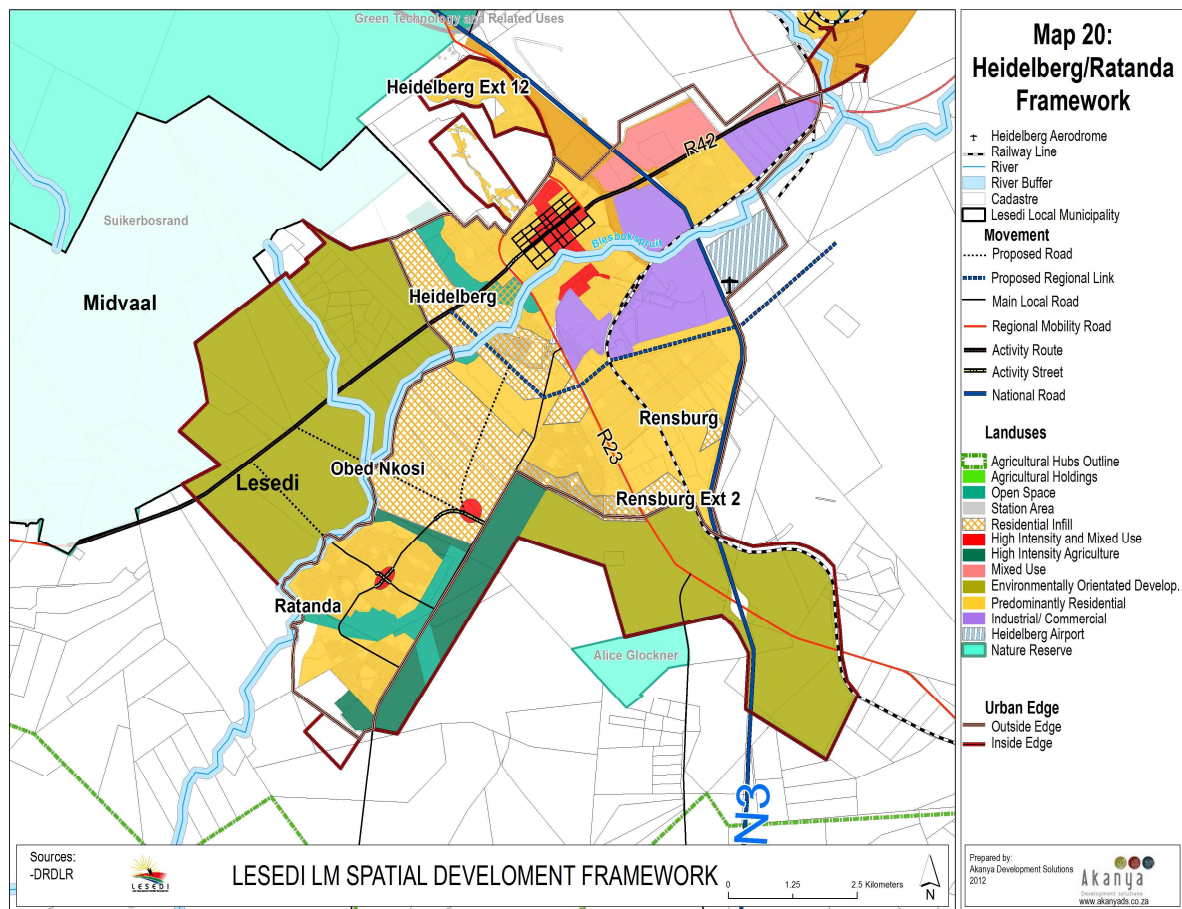 Green Technology and Related Uses
Heidelberg Ext 12
R42
Suikerbosrand
Blesbokspruit
Midvaal
Heidelberg
Rensburg
R23
Obed Nkosi
Lesedi
Rensburg Ext 2
Ratanda
Alice Glockner
N3
Map 20:
Heidelberg/Ratanda
Framework
Heidelberg Aerodrome
Railway Line
River
River Buffer
Cadastre
Lesedi Local Municipality
Movement
Proposed Road
Proposed Regional Link
Main Local Road
Regional Mobility Road
Activity Route
Activity Street
National Road
Landuses
Agricultural Hubs Outline
Agricultural Holdings
Open Space
Station Area
Residential Infill
High Intensity and Mixed Use
High Intensity Agriculture
Mixed Use
Environmentally Orientated Develop.
Predominantly Residential
Industrial/ Commercial
Heidelberg Airport
Nature Reserve
Urban Edge
Outside Edge
Inside Edge
Sources:
-DRDLR
LESEDI
LESEDI LM SPATIAL DEVELOMENT FRAMEWORK
0 1.25 2.5 Kilometers
N
Prepared by:
Akanya Development Solutions
2012
Akanya
Development solutions
www.akanyads.co.za